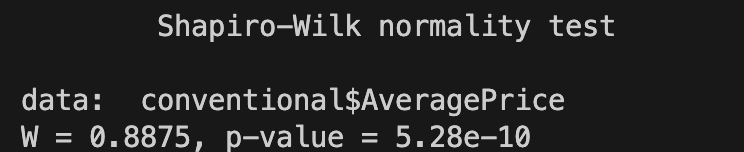 Shapiro-Wilk normality test
data:  conventional$AveragePrice
W = 0.8875, p-value = 5.28e-10